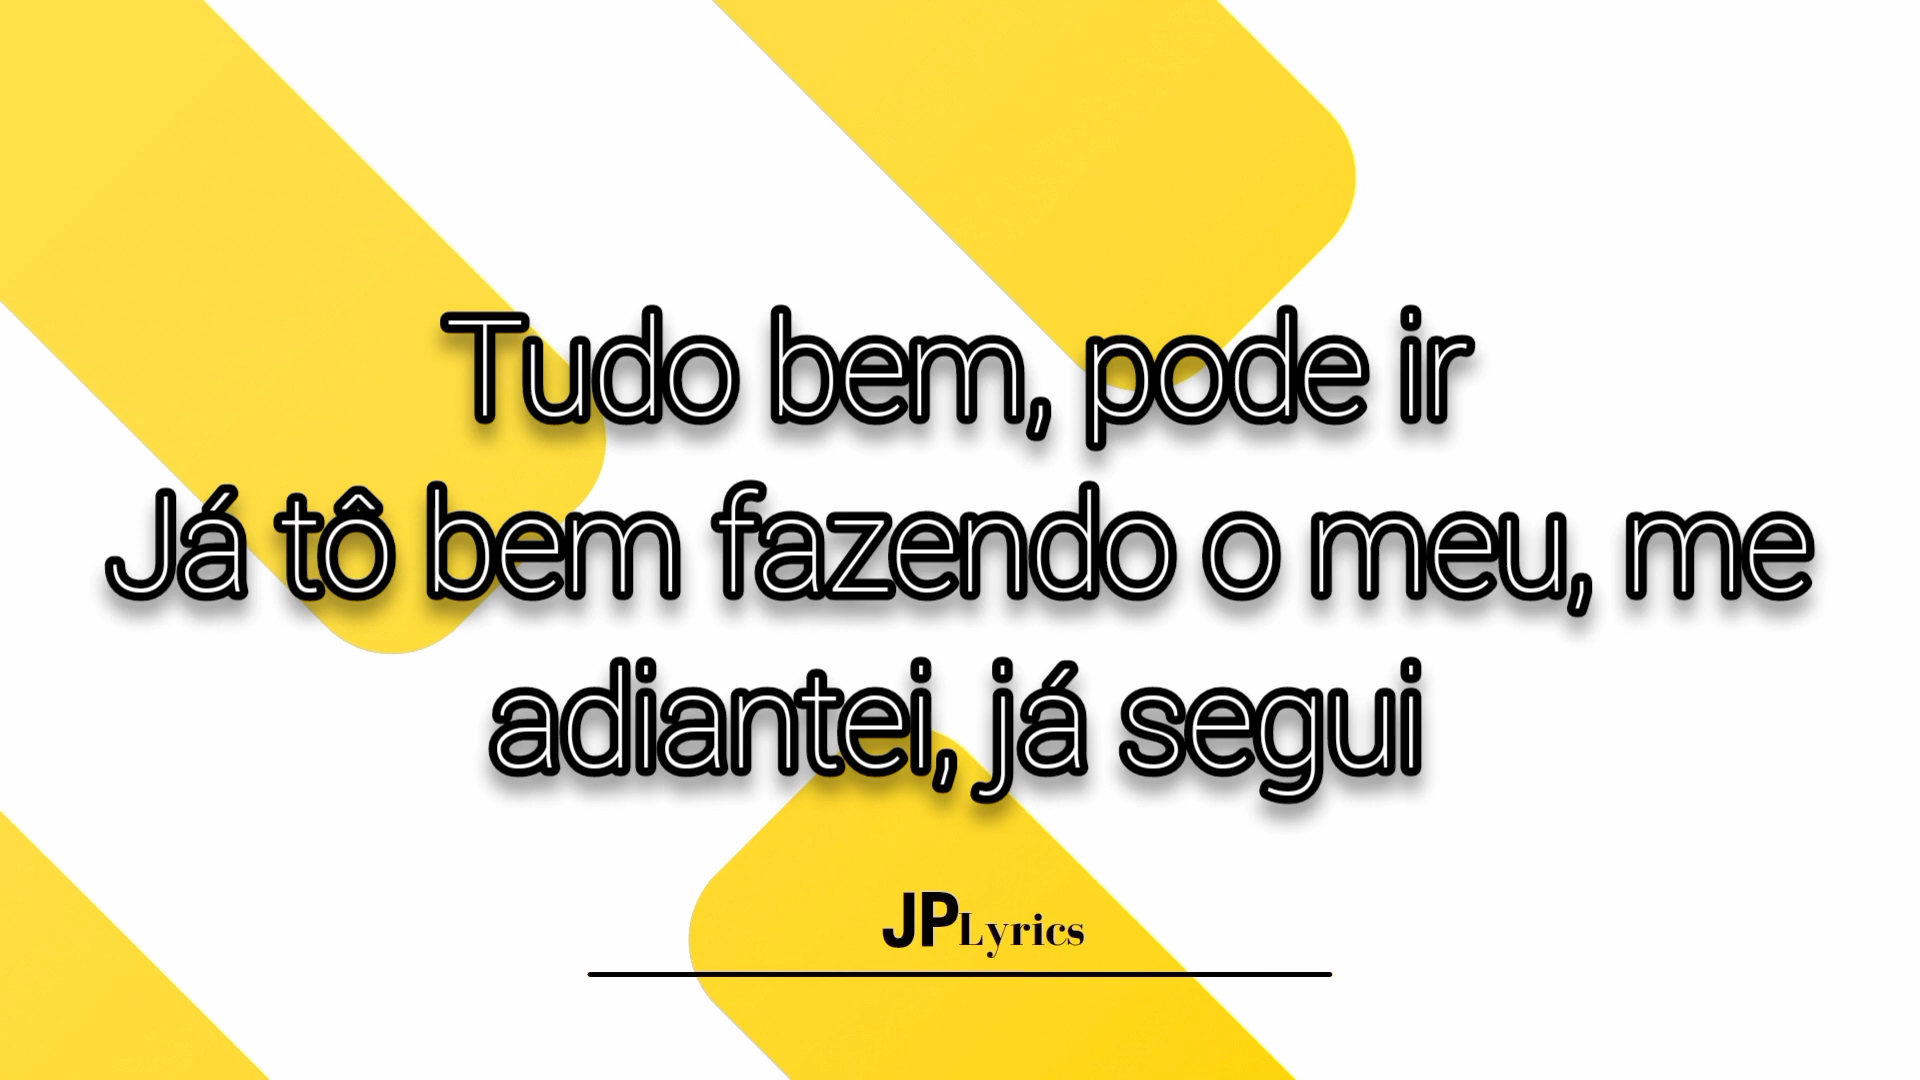 Tudo bem, pode ir
Já tô bem fazendo o meu, me
adiantei, já segui
JPLyrics